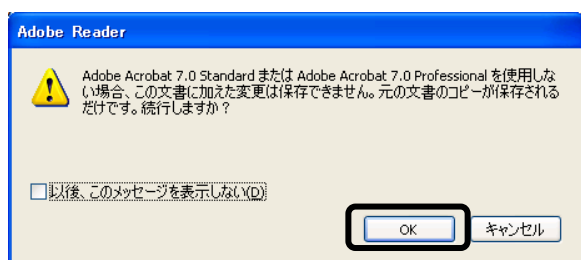 Adobe Reader
Adobe Acrobat 7.0 Standard または Adobe Acrobat 7.0 Professional を使用しな
い場合、この文書に加えた変更は保存できません。元の文書のコピーが保存される
だけです。続行しますか？
以後、このメッセージを表示しない(D)
OK キャンセル